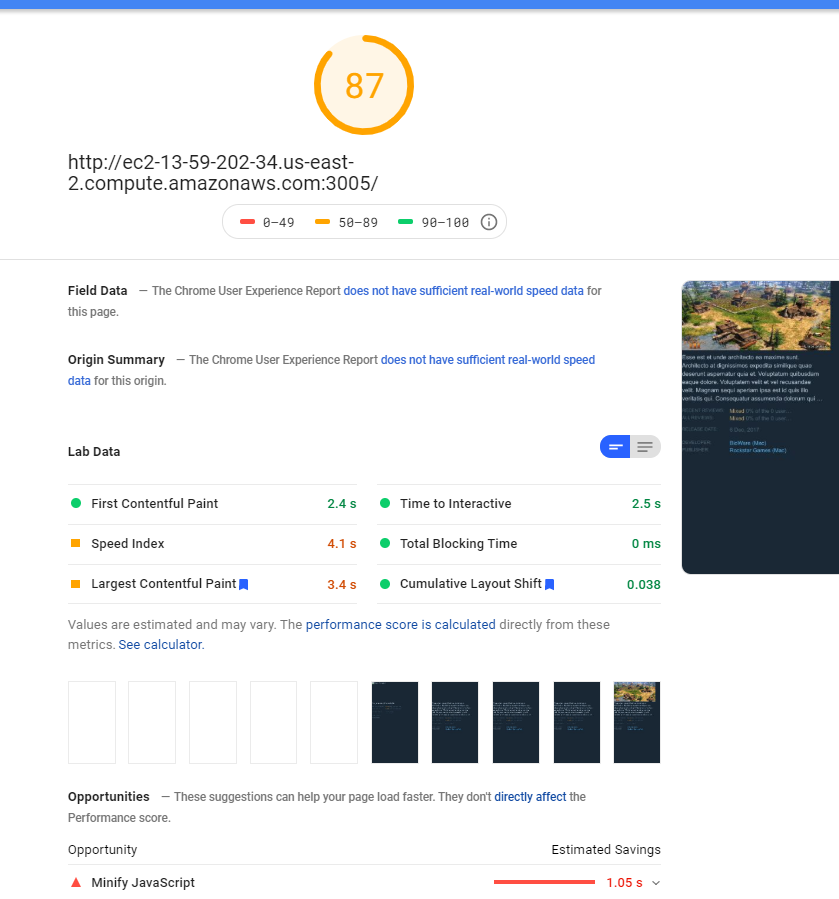 87
http://ec2-13-59-202-34.us-east-
2.compute.amazonaws.com:3005/
0–49 50–89 90–100
Field Data — The Chrome User Experience Report does not have sufficient real-world speed data for
this page.
Origin Summary — The Chrome User Experience Report does not have sufficient real-world speed
data for this origin.
Lab Data
First Contentful Paint 2.4 s Time to Interactive 2.5 s
Speed Index 4.1 s Total Blocking Time 0 ms
Largest Contentful Paint 3.4 s Cumulative Layout Shift 0.038
Values are estimated and may vary. The performance score is calculated directly from these
metrics. See calculator.
Opportunities — These suggestions can help your page load faster. They don't directly affect the
Performance score.
Opportunity Estimated Savings
Minify JavaScript 1.05 s
Esse est et unde architecto ea maxime sunt.
Architecto at dignissimos expedita similique quae
deserunt aspernatur quia et. Voluptatum quibusdam
eaque dolore. Voluptatem velit et vel recusandae
velit. Magnam sequi aperiam ipsa est id quis illo
veritatis qui. Consequatur assumenda dolorum qui ...
Mixed
Mixed
RELEASE DATE: 9 Dec, 2017
DEVELOPER: BioWare (Mac)
PUBLISHER: Rockstar Games (Mac)